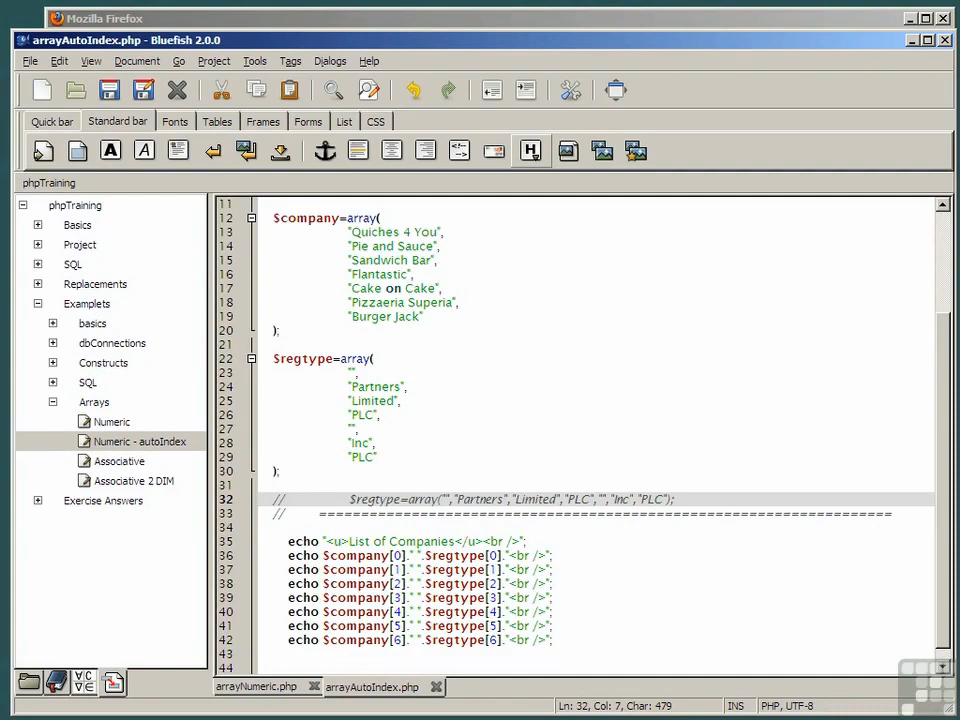 Mozilla Firefox
arrayAutoIndex.php - Bluefish 2.0.0
File Edit View Document Go Project Tools Tags Dialogs Help
Quick bar Standard bar Fonts Tables Frames Forms List CSS
phpTraining
phpTraining
Basics
Project
SQL
Replacements
Examplets
basics
dbConnections
Constructs
SQL
Arrays
Numeric
Numeric - autoIndex
Associative
Associative 2 DIM
Exercise Answers
11
12 $company=array(
13 "Quiches 4 You",
14 "Pie and Sauce",
15 "Sandwich Bar",
16 "Flantastic",
17 "Cake on Cake",
18 "Pizzaeria Superia",
19 "Burger Jack"
20 );
21
22 $regtype=array(
23 "",
24 "Partners",
25 "Limited",
26 "PLC",
27 "",
28 "Inc",
29 "PLC"
30 );
31
32 // $regtype=array("","Partners","Limited","PLC","","Inc","PLC");
33 // ====================================================================
34
35 echo "<u>List of Companies</u><br />";
36 echo $company[0]." ".$regtype[0]."<br />";
37 echo $company[1]." ".$regtype[1]."<br />";
38 echo $company[2]." ".$regtype[2]."<br />";
39 echo $company[3]." ".$regtype[3]."<br />";
40 echo $company[4]." ".$regtype[4]."<br />";
41 echo $company[5]." ".$regtype[5]."<br />";
42 echo $company[6]." ".$regtype[6]."<br />";
43
44
arrayNumeric.php arrayAutoIndex.php
Ln: 32, Col: 7, Char: 479 INS PHP, UTF-8